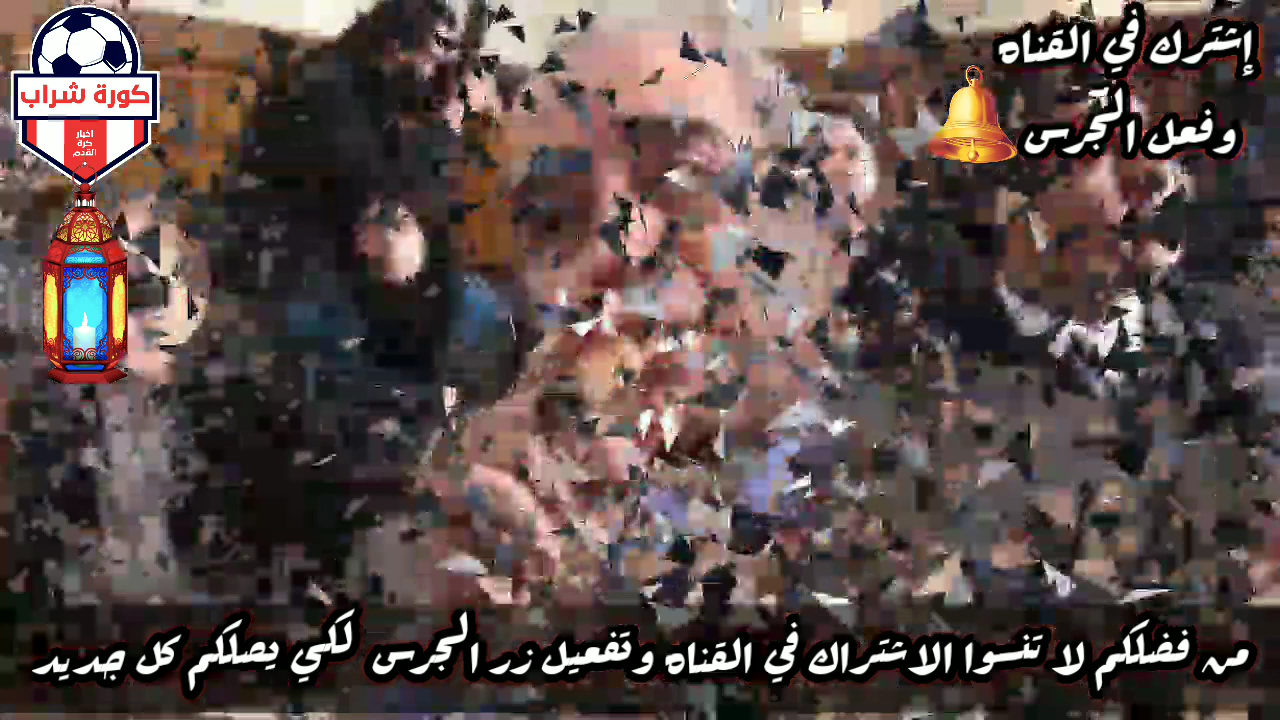 كورة شراب
اخبار
كرة
القدم
إشترك في القناه
وفعل الجرس
من فضلكم لا تنسوا الاشتراك في القناه وتفعيل زر الجرس لكي يصلكم كل جديد